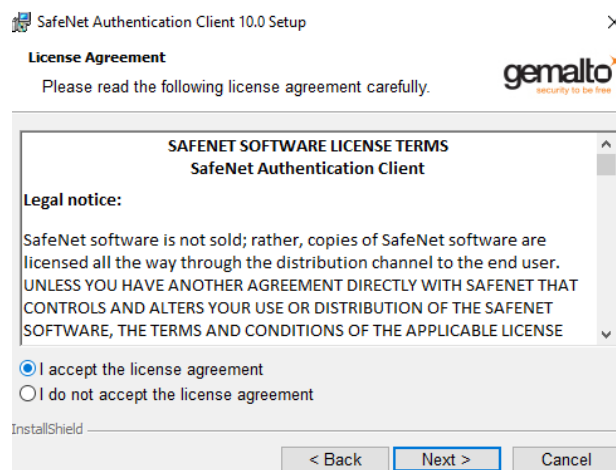 SafeNet Authentication Client 10.0 Setup
License Agreement
Please read the following license agreement carefully.
gemalto
security to be free
SAFENET SOFTWARE LICENSE TERMS
SafeNet Authentication Client
Legal notice:
SafeNet software is not sold; rather, copies of SafeNet software are
licensed all the way through the distribution channel to the end user.
UNLESS YOU HAVE ANOTHER AGREEMENT DIRECTLY WITH SAFENET THAT
CONTROLS AND ALTERS YOUR USE OR DISTRIBUTION OF THE SAFENET
SOFTWARE, THE TERMS AND CONDITIONS OF THE APPLICABLE LICENSE
I accept the license agreement
I do not accept the license agreement
InstallShield
< Back Next > Cancel